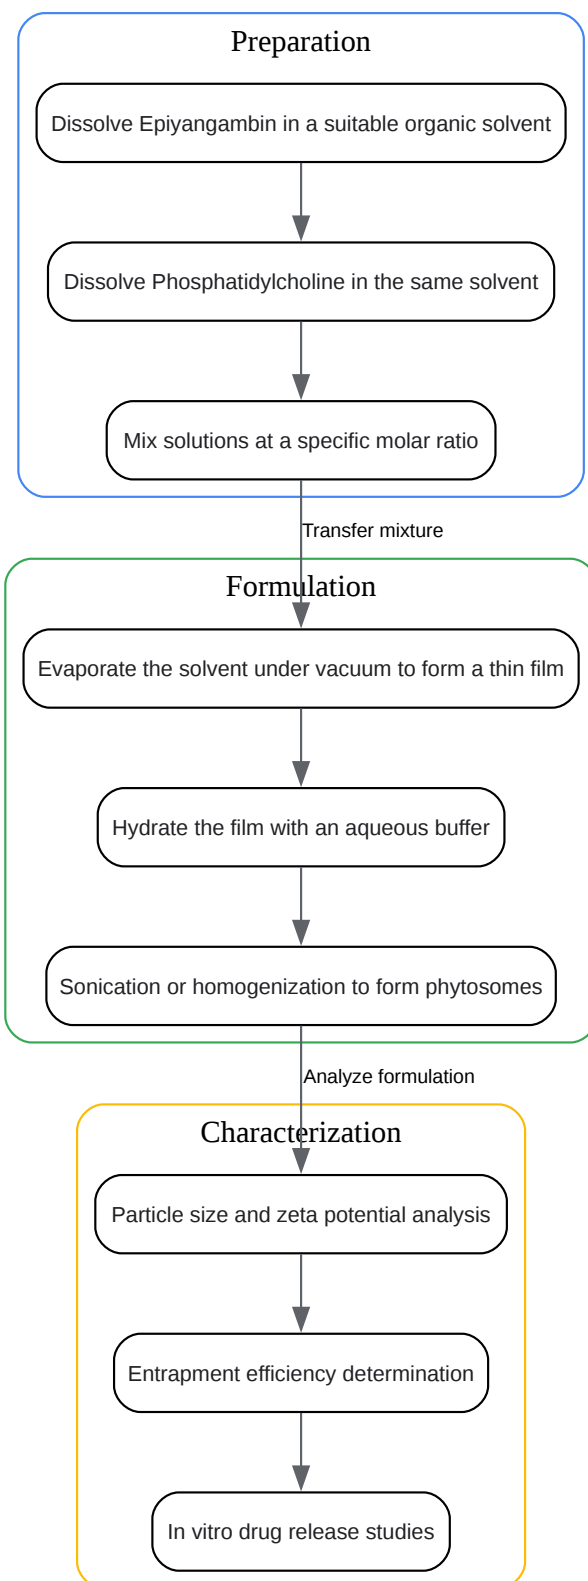 Preparation
Dissolve Epiyangambin in a suitable organic solvent
Dissolve Phosphatidylcholine in the same solvent
Mix solutions at a specific molar ratio
Transfer mixture
Formulation
Evaporate the solvent under vacuum to form a thin film
Hydrate the film with an aqueous buffer
Sonication or homogenization to form phytosomes
Analyze formulation
Characterization
Particle size and zeta potential analysis
Entrapment efficiency determination
In vitro drug release studies